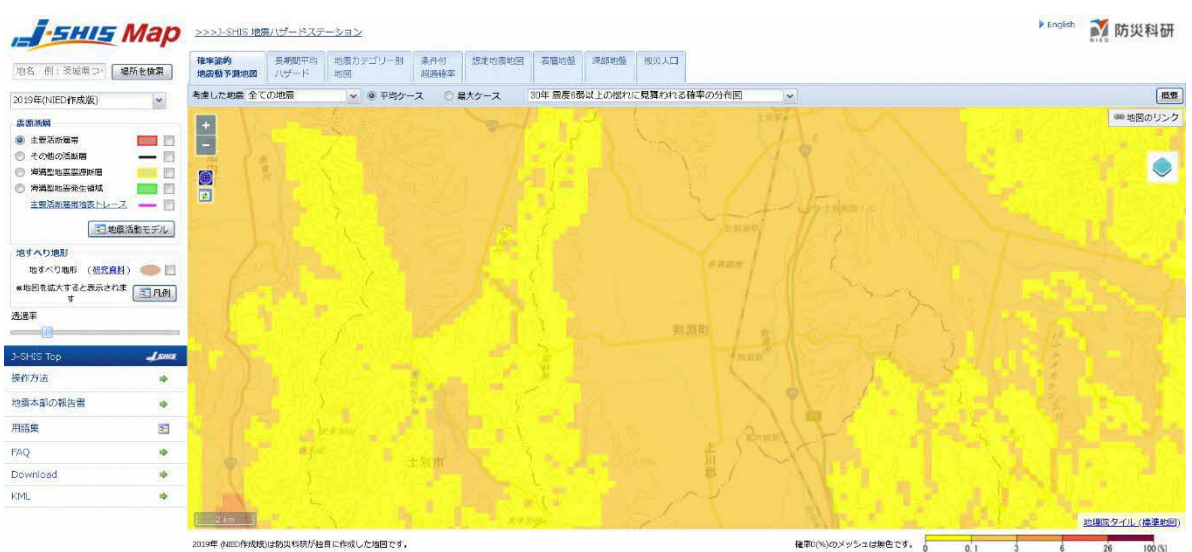 J-SHIS Map
>>>J-SHIS 地震ハザードステーション
English
NIED
防災科研
地名 例：茨城県つ
場所を検索
確率論的
地震動予測地図
長期間平均
ハザード
地震カテゴリー別
地図
条件付
超過確率
想定地震地図
表層地盤
深部地盤
被災人口
2019年(NIED作成版)
考慮した地震 全ての地震
平均ケース
最大ケース
30年 震度6弱以上の揺れに見舞われる確率の分布図
概要
地図のリンク
震源断層
主要活断層帯
その他の活断層
海溝型地震震源断層
海溝型地震発生領域
主要活断層帯地表トレース
地震活動モデル
地すべり地形
地すべり地形 （研究資料）
※地図を拡大すると表示されま
す
凡例
透過率
J-SHIS Top
J-SHIS
操作方法
地震本部の報告書
用語集
FAQ
Download
KML
+
−
剣淵町
士別市
上川郡
2 km
地理院タイル (標準地図)
2019年 (NIED作成版)は防災科研が独自に作成した地図です。
確率0(%)のメッシュは無色です。
0 0.1 3 6 26 100(%)